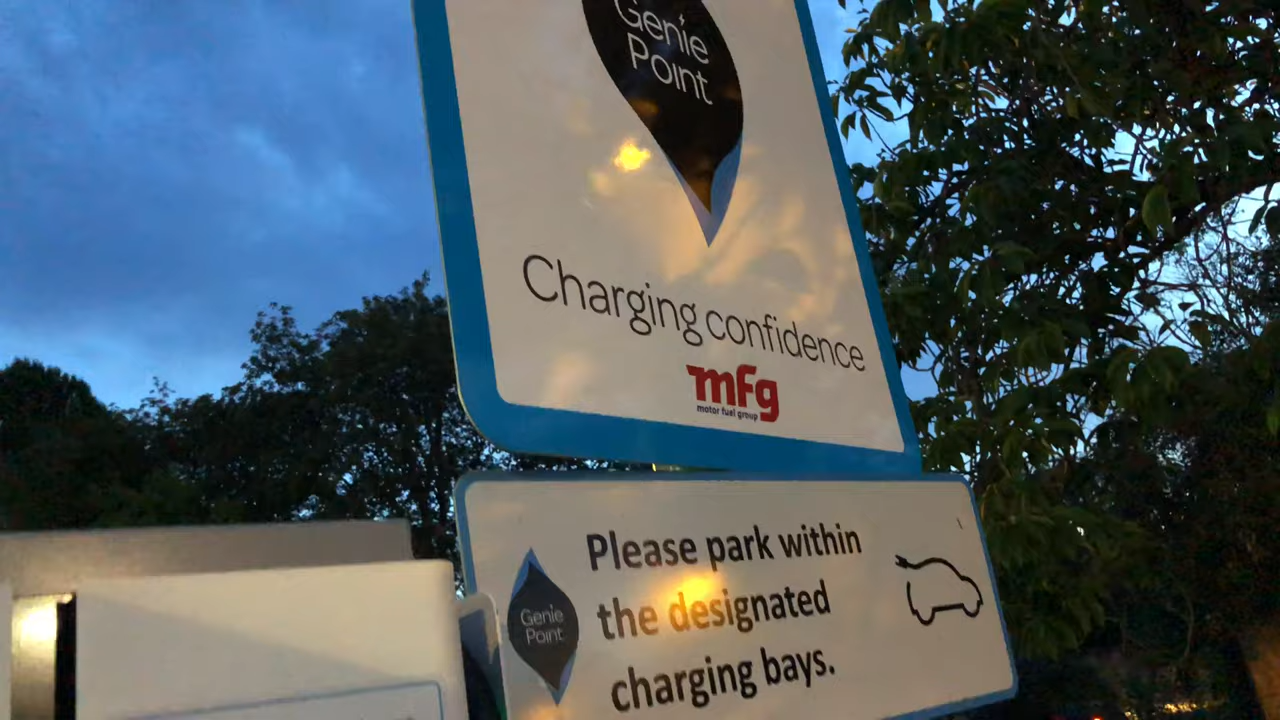 Genie
Point
Charging confidence
mfg
motor fuel group
Please park within
the designated
charging bays.
Genie
Point